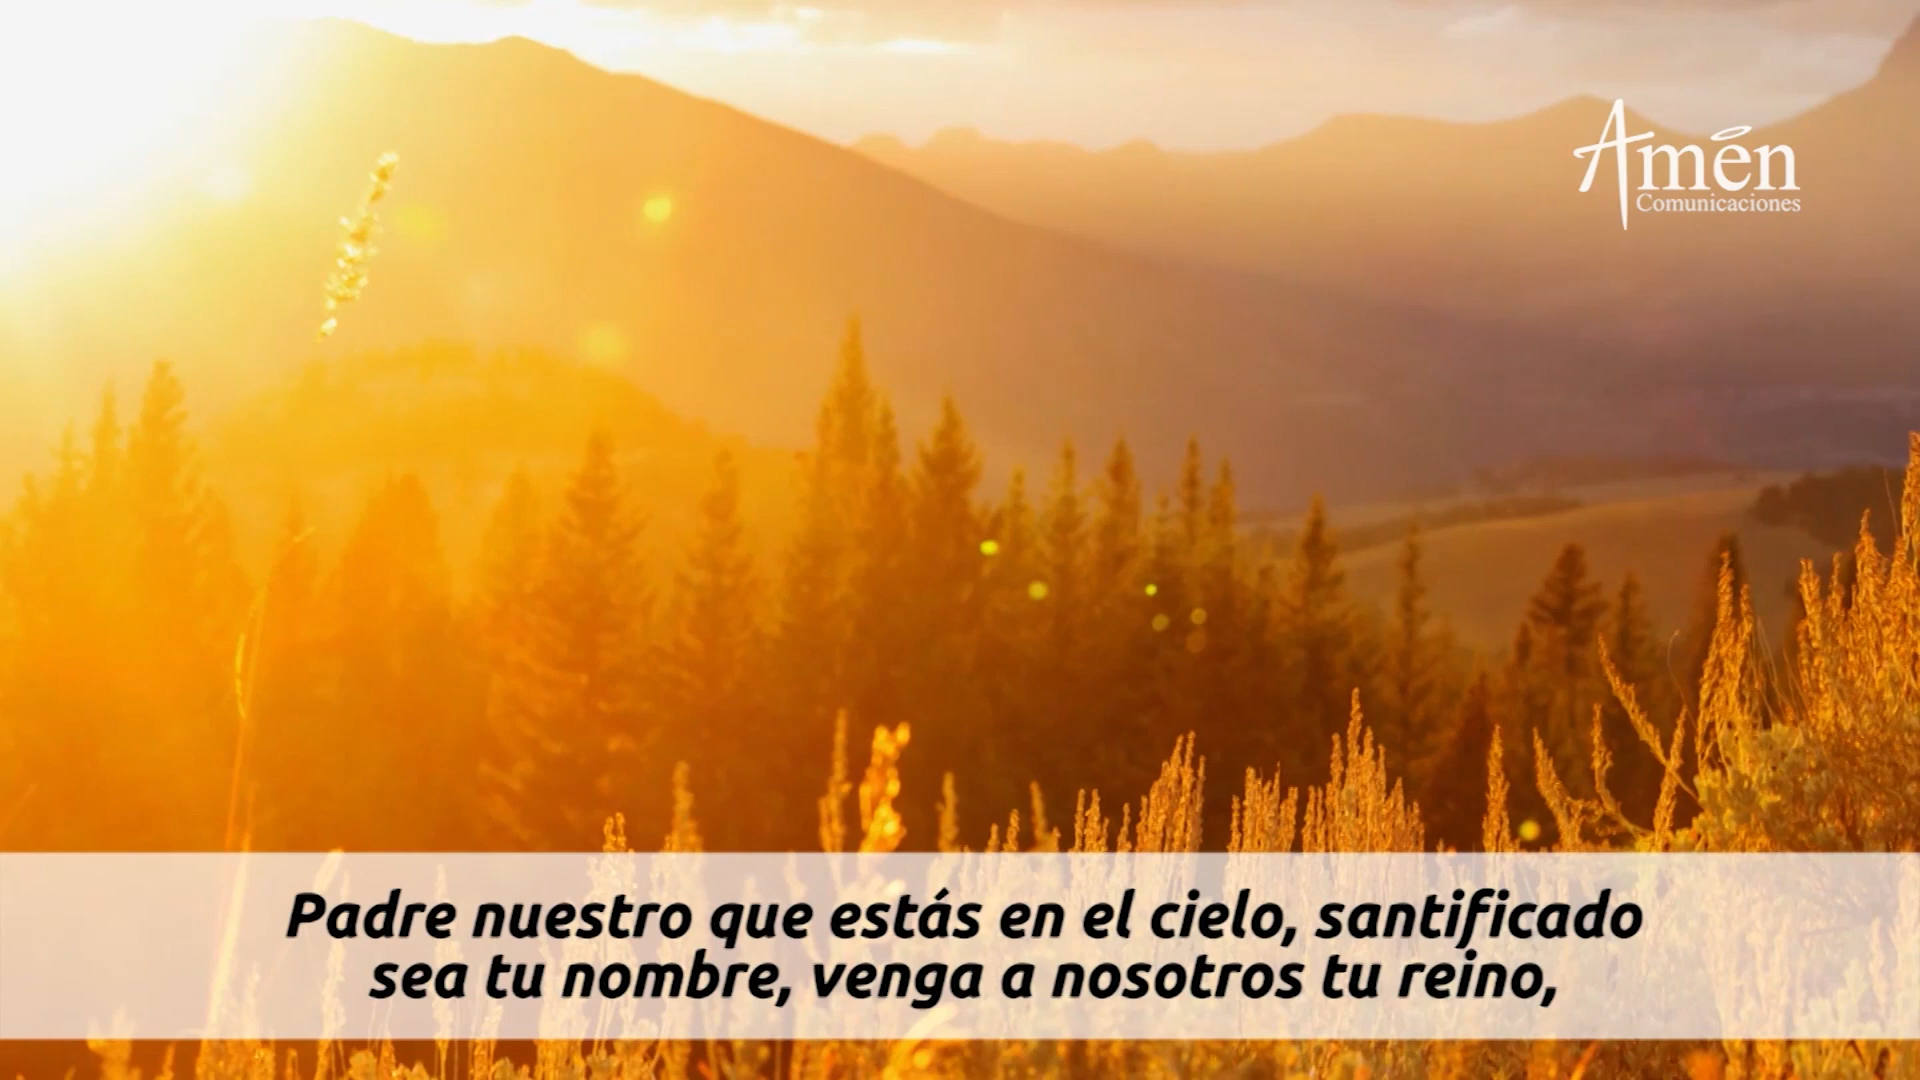 Amén
Comunicaciones
Padre nuestro que estás en el cielo, santificado
sea tu nombre, venga a nosotros tu reino,